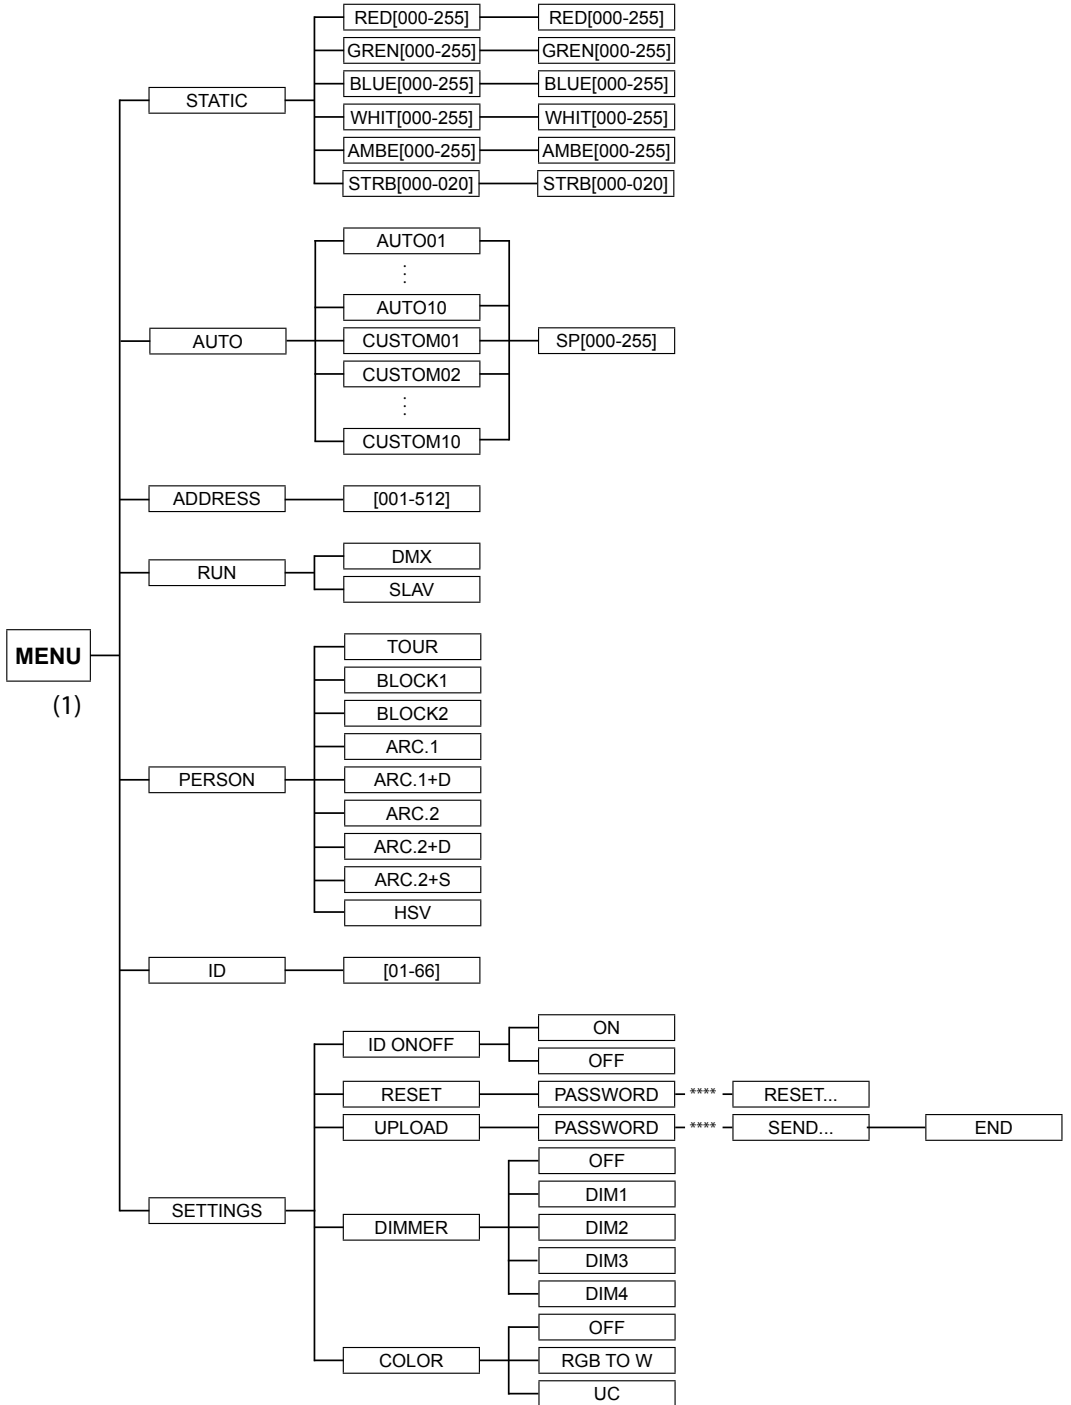 RED[000-255] RED[000-255]
GREN[000-255] GREN[000-255]
BLUE[000-255] BLUE[000-255]
STATIC
WHIT[000-255] WHIT[000-255]
AMBE[000-255] AMBE[000-255]
STRB[000-020] STRB[000-020]
AUTO01
⋮
AUTO10
AUTO CUSTOM01 SP[000-255]
CUSTOM02
⋮
CUSTOM10
ADDRESS [001-512]
DMX
RUN
SLAV
MENU
(1)
TOUR
BLOCK1
BLOCK2
ARC.1
PERSON ARC.1+D
ARC.2
ARC.2+D
ARC.2+S
HSV
ID [01-66]
ON
ID ONOFF
OFF
RESET PASSWORD **** RESET...
UPLOAD PASSWORD **** SEND... END
OFF
DIM1
SETTINGS
DIMMER DIM2
DIM3
DIM4
OFF
COLOR RGB TO W
UC